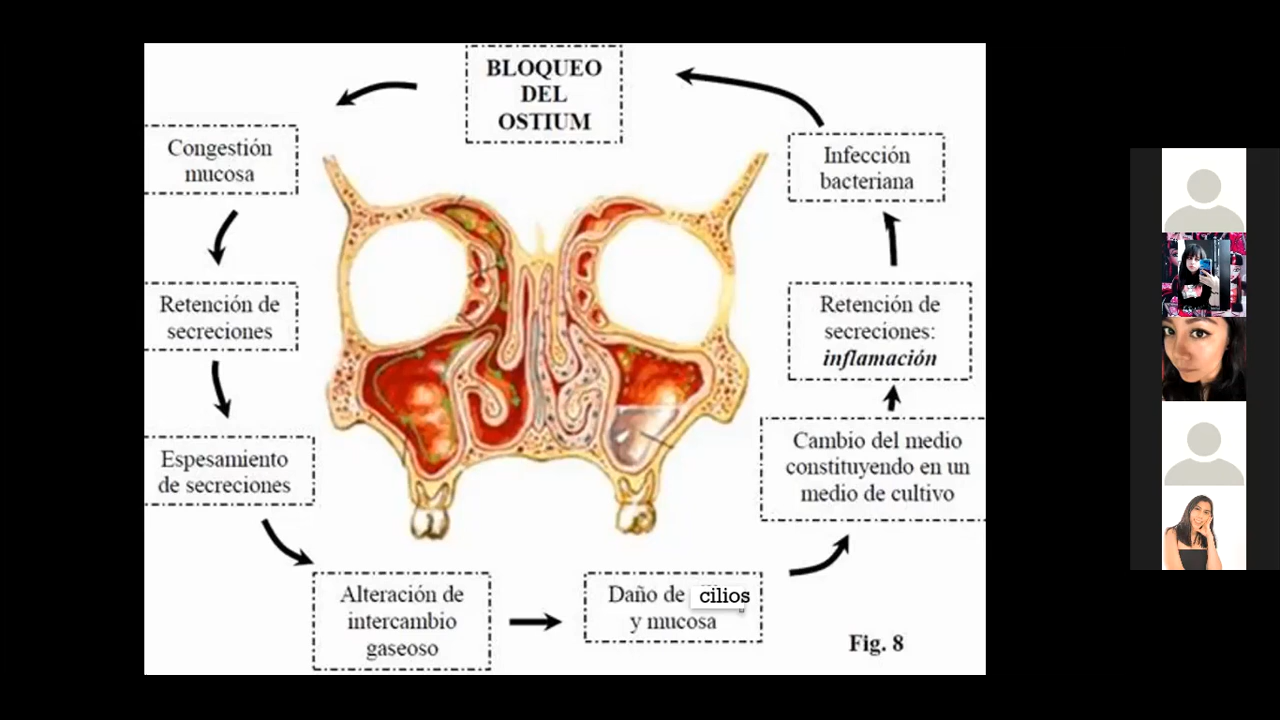 BLOQUEO
DEL
OSTIUM
Congestión
mucosa
Retención de
secreciones
Espesamiento
de secreciones
Alteración de
intercambio
gaseoso
Daño de cilios
y mucosa
Cambio del medio
constituyendo en un
medio de cultivo
Retención de
secreciones:
inflamación
Infección
bacteriana
Fig. 8